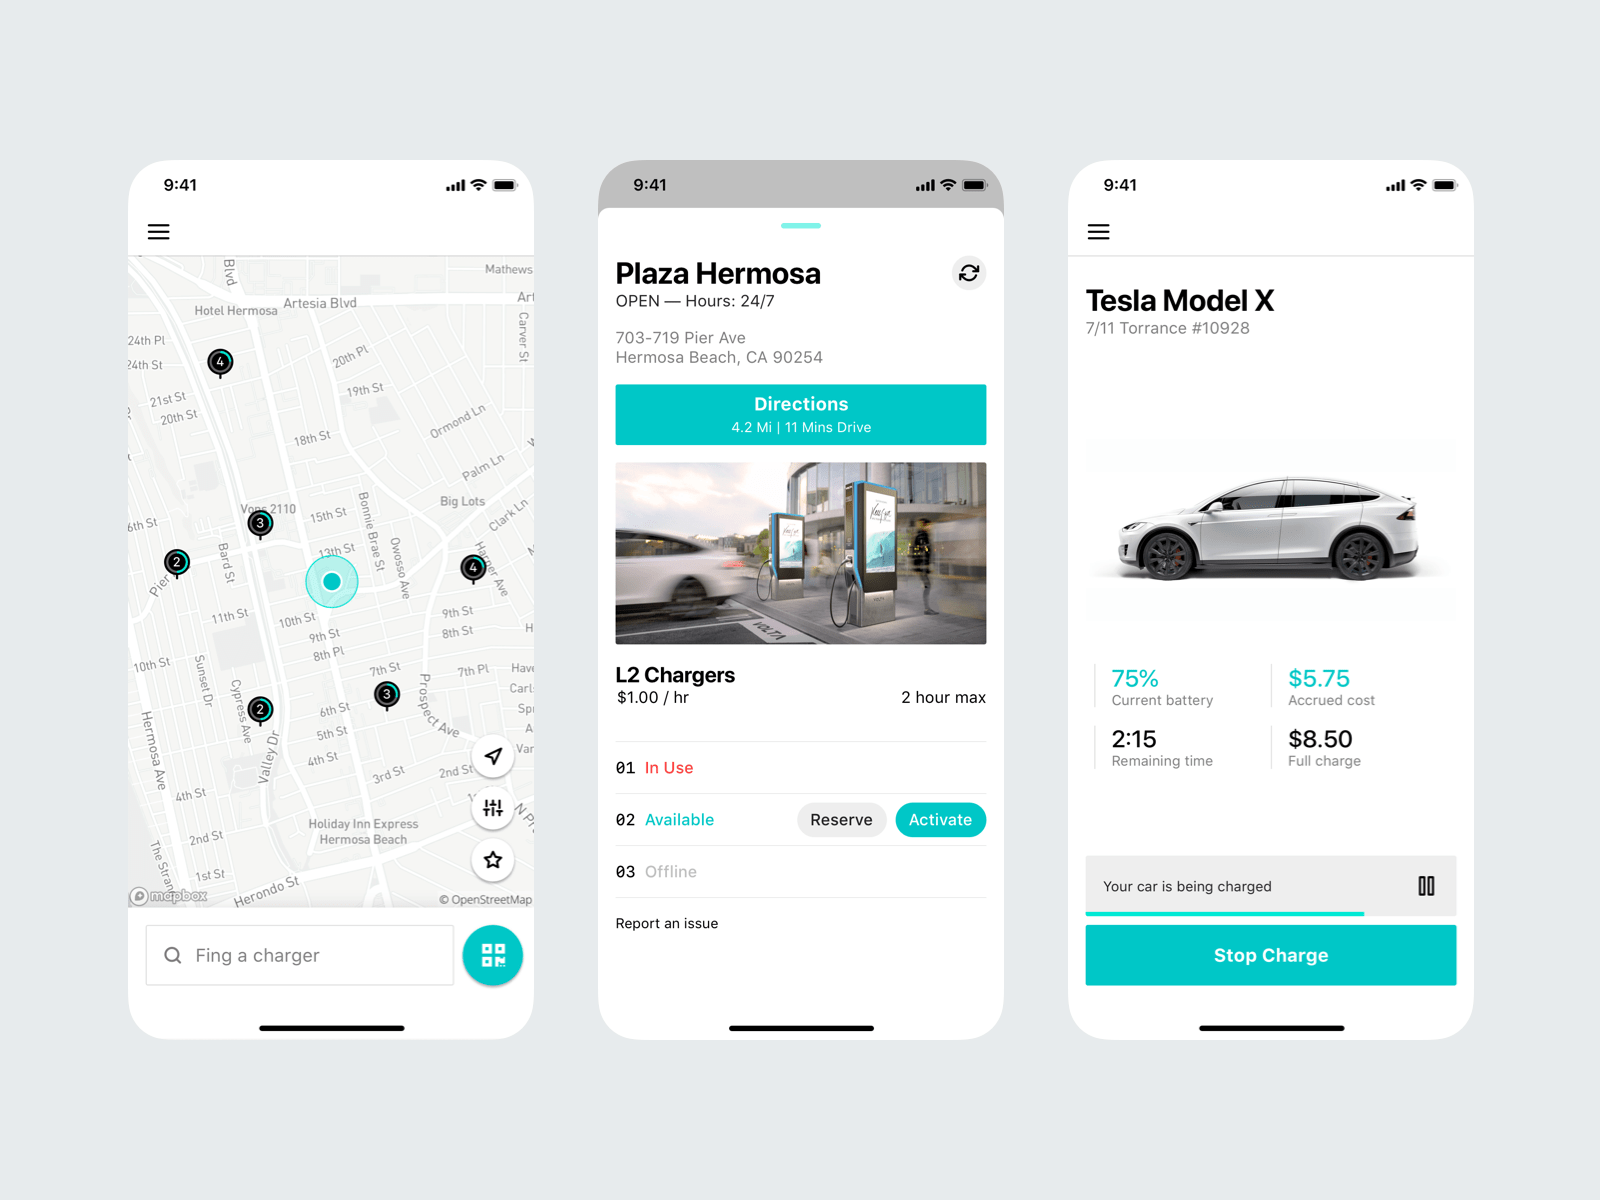 9:41
Mathews
Blvd
Artesia Blvd
Art
Hotel Hermosa
Carver St
24th Pl
24th St
4
20th Pl
19th St
21st St
20th St
Ormond Ln
18th St
Palm Ln
Big Lots
Vons 2110
15th St
Clark Ln
6th St
3
Bonnie Brae St
13th St
Owosso Ave
Harper Ave
2
Bard St
4
Pier
11th St
10th St
9th St
8th St
9th St
8th Pl
H
10th St
7th St
7th Pl
Have
Sunset Dr
Cypress Ave
3
Prospect Ave
Carl
Sp
2
6th St
5th St
A
Hermosa Ave
Valley Dr
4th St
3rd St
2nd St
Var
4th St
N P
Holiday Inn Express
Hermosa Beach
2nd St
The Strand
1st St
Herondo St
mapbox
© OpenStreetMap
Fing a charger
9:41
Plaza Hermosa
OPEN — Hours: 24/7
703-719 Pier Ave
Hermosa Beach, CA 90254
Directions
4.2 Mi | 11 Mins Drive
VOLTA
L2 Chargers
$1.00 / hr
2 hour max
01 In Use
02 Available Reserve Activate
03 Offline
Report an issue
9:41
Tesla Model X
7/11 Torrance #10928
75%
Current battery
$5.75
Accrued cost
2:15
Remaining time
$8.50
Full charge
Your car is being charged
Stop Charge